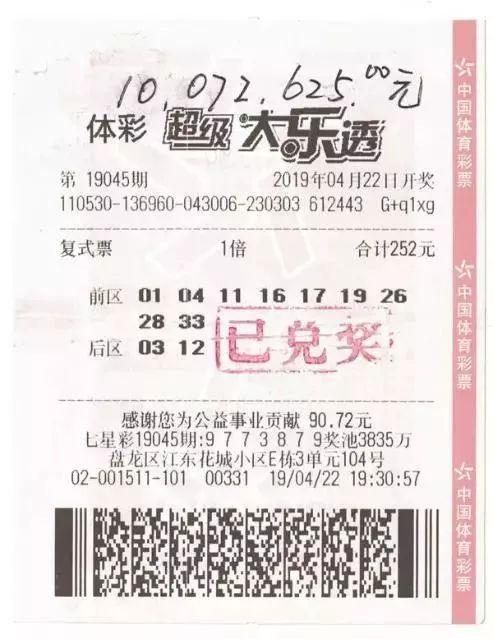 10,072,625.00元
体彩 超级大乐透
第 19045期 2019年04月22日开奖
110530-136960-043006-230303 612443 G+q1xg
复式票 1倍 合计252元
前区 01 04 11 16 17 19 26
28 33
后区 03 12
已兑奖
感谢您为公益事业贡献 90.72元
七星彩19045期:9 7 7 3 8 7 9奖池3835万
盘龙区江东花城小区E栋3单元104号
02-001511-101 00331 19/04/22 19:30:57
中国体育彩票
中国体育彩票
中国体育彩票